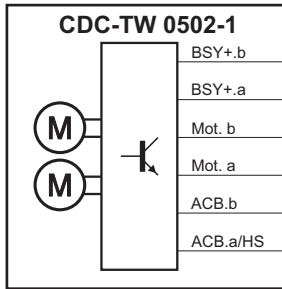 CDC-TW 0502-1
BSY+.b
BSY+.a
M
Mot. b
Mot. a
M
ACB.b
ACB.a/HS